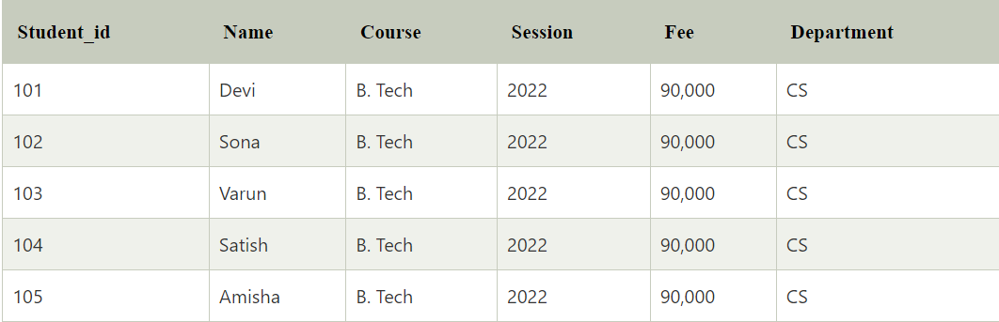 Student_id Name Course Session Fee Department
101 Devi B. Tech 2022 90,000 CS
102 Sona B. Tech 2022 90,000 CS
103 Varun B. Tech 2022 90,000 CS
104 Satish B. Tech 2022 90,000 CS
105 Amisha B. Tech 2022 90,000 CS